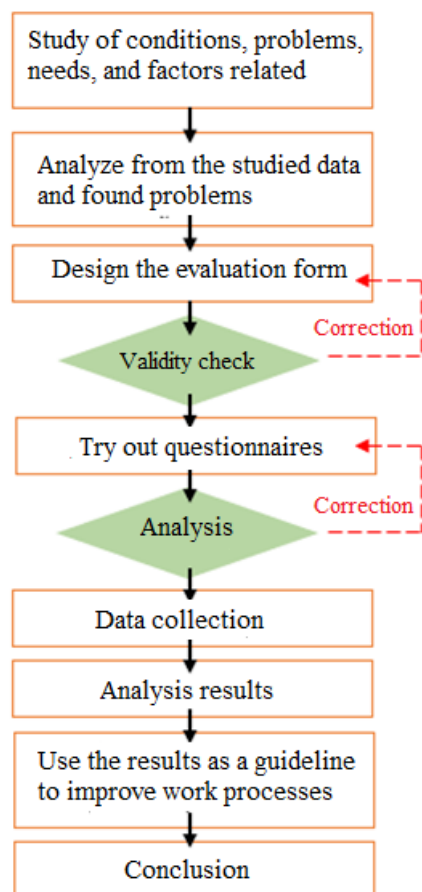 Study of conditions, problems,
needs, and factors related
Analyze from the studied data
and found problems
Design the evaluation form
Correction
Validity check
Try out questionnaires
Correction
Analysis
Data collection
Analysis results
Use the results as a guideline
to improve work processes
Conclusion